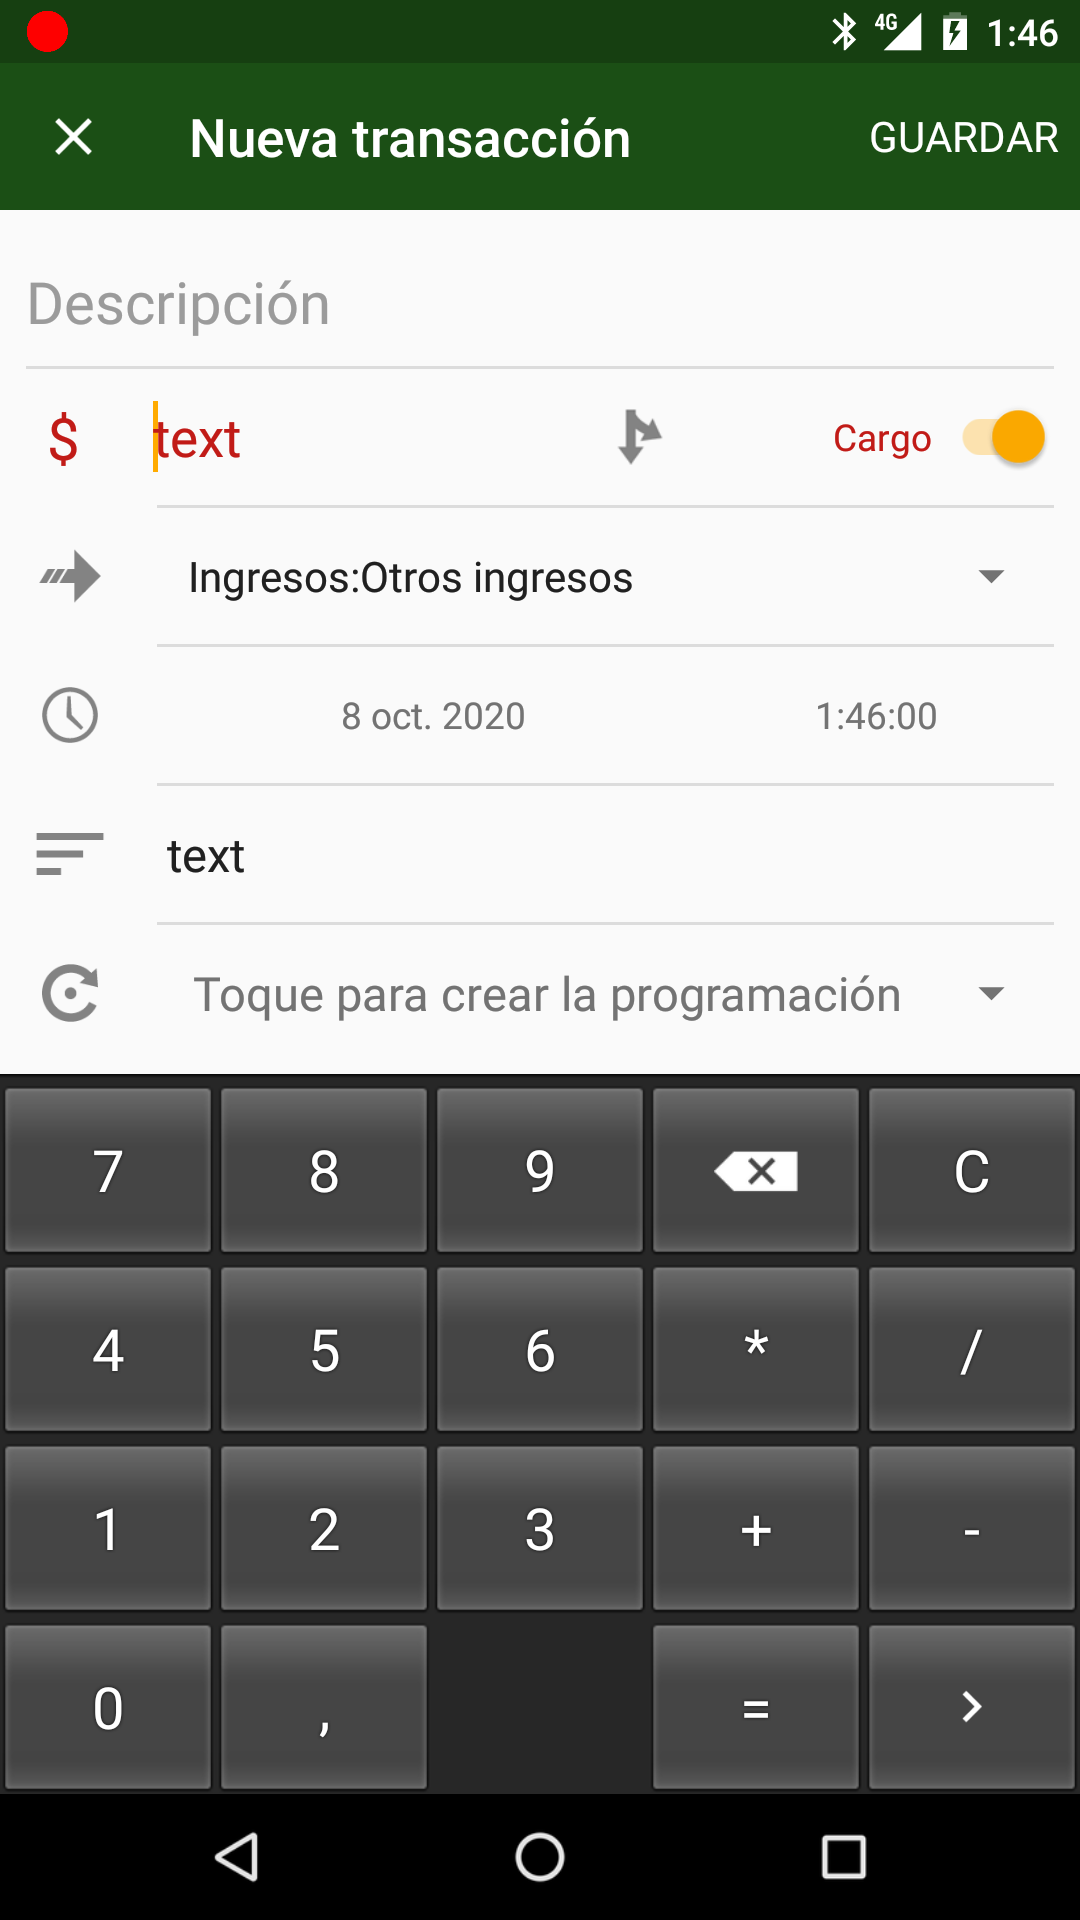 4G 1:46
Nueva transacción GUARDAR
Descripción
$ text Cargo
Ingresos:Otros ingresos
8 oct. 2020 1:46:00
text
Toque para crear la programación
7 8 9 C
4 5 6 * /
1 2 3 + -
0 , = >